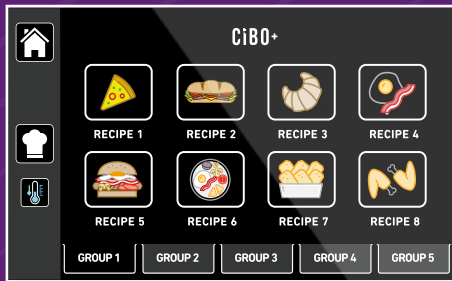 CiBO+
RECIPE 1 RECIPE 2 RECIPE 3 RECIPE 4
RECIPE 5 RECIPE 6 RECIPE 7 RECIPE 8
GROUP 1 GROUP 2 GROUP 3 GROUP 4 GROUP 5